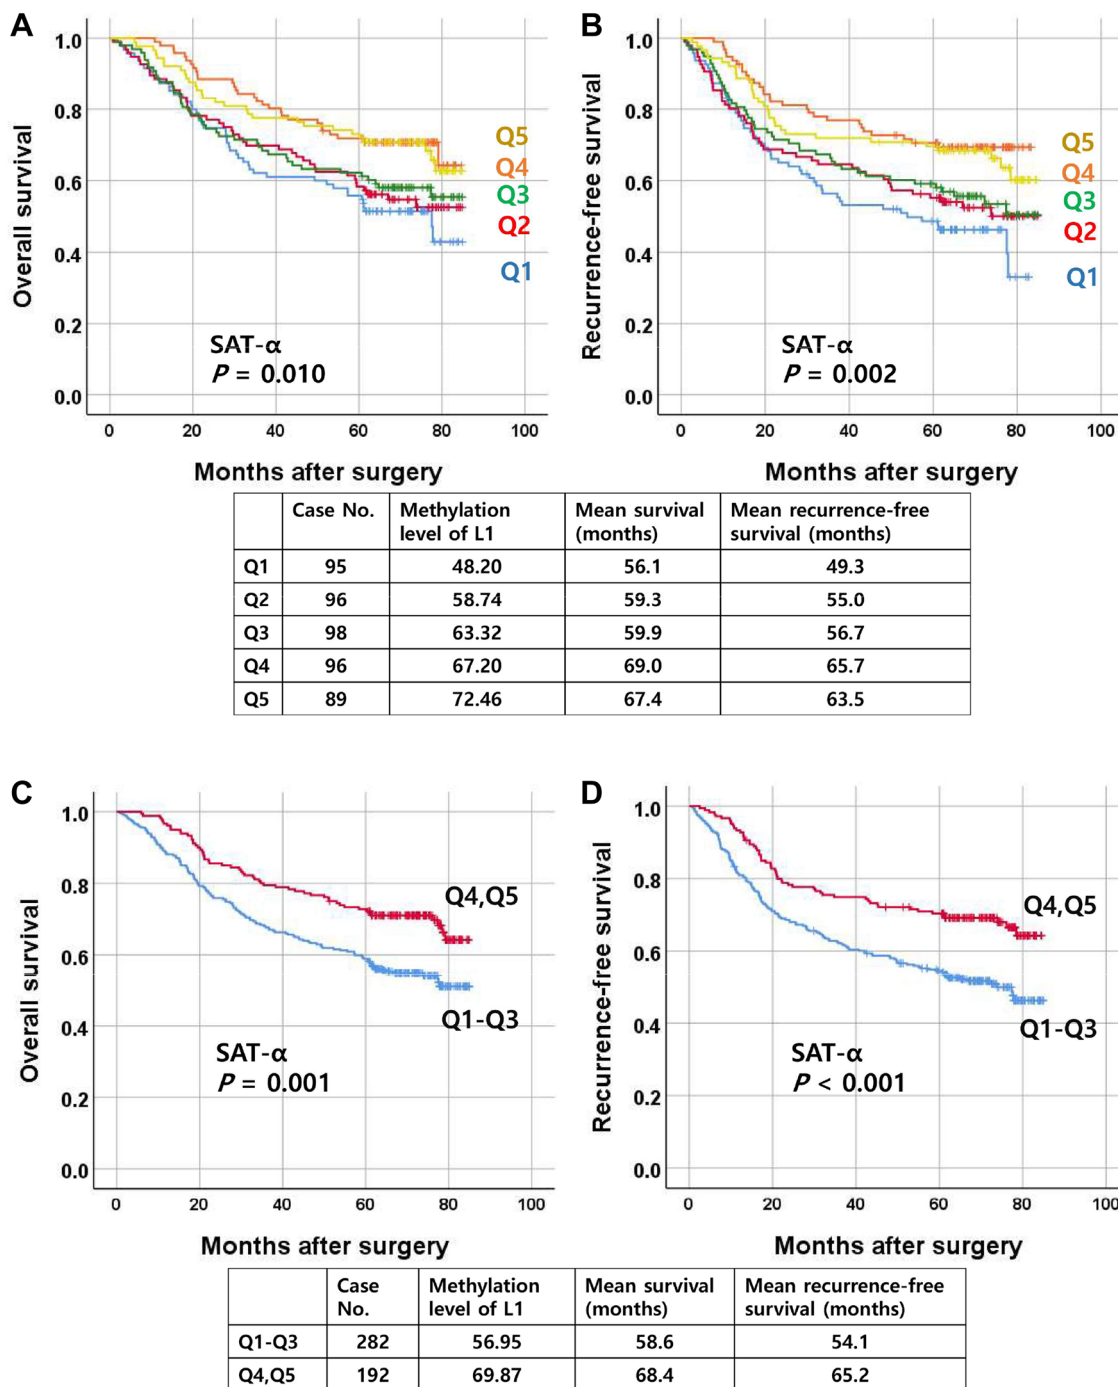 A
B
1.0
0.8
0.6
0.4
0.2
0.0
Overall survival
Q5
Q4
Q3
Q2
Q1
SAT-α
P = 0.010
0 20 40 60 80 100
Months after surgery
1.0
0.8
0.6
0.4
0.2
0.0
Recurrence-free survival
Q5
Q4
Q3
Q2
Q1
SAT-α
P = 0.002
0 20 40 60 80 100
Months after surgery
Case No. Methylation level of L1 Mean survival (months) Mean recurrence-free survival (months)
Q1 95 48.20 56.1 49.3
Q2 96 58.74 59.3 55.0
Q3 98 63.32 59.9 56.7
Q4 96 67.20 69.0 65.7
Q5 89 72.46 67.4 63.5
C
D
1.0
0.8
0.6
0.4
0.2
0.0
Overall survival
Q4,Q5
Q1-Q3
SAT-α
P = 0.001
0 20 40 60 80 100
Months after surgery
1.0
0.8
0.6
0.4
0.2
0.0
Recurrence-free survival
Q4,Q5
Q1-Q3
SAT-α
P < 0.001
0 20 40 60 80 100
Months after surgery
Case No. Methylation level of L1 Mean survival (months) Mean recurrence-free survival (months)
Q1-Q3 282 56.95 58.6 54.1
Q4,Q5 192 69.87 68.4 65.2